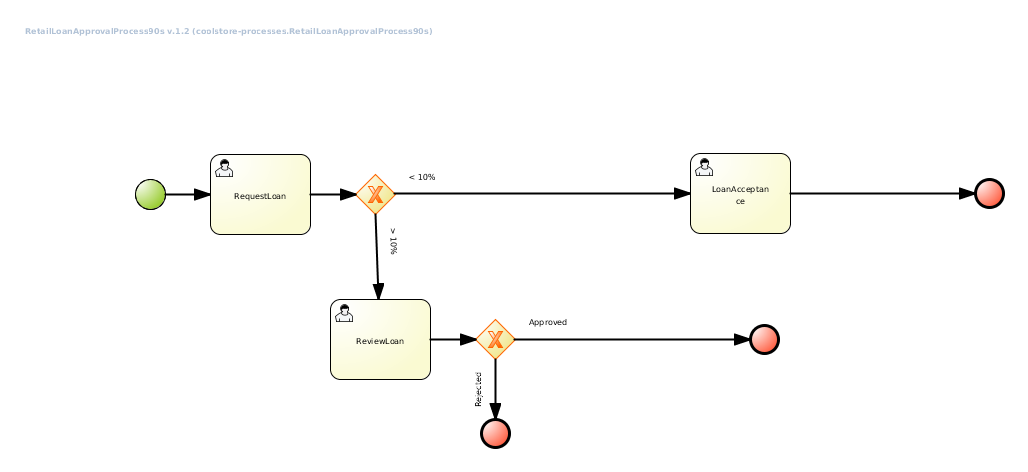 RetailLoanApprovalProcess90s v.1.2 (coolstore-processes.RetailLoanApprovalProcess90s)
RequestLoan
< 10%
LoanAcceptan
ce
> 10%
ReviewLoan
Approved
Rejected